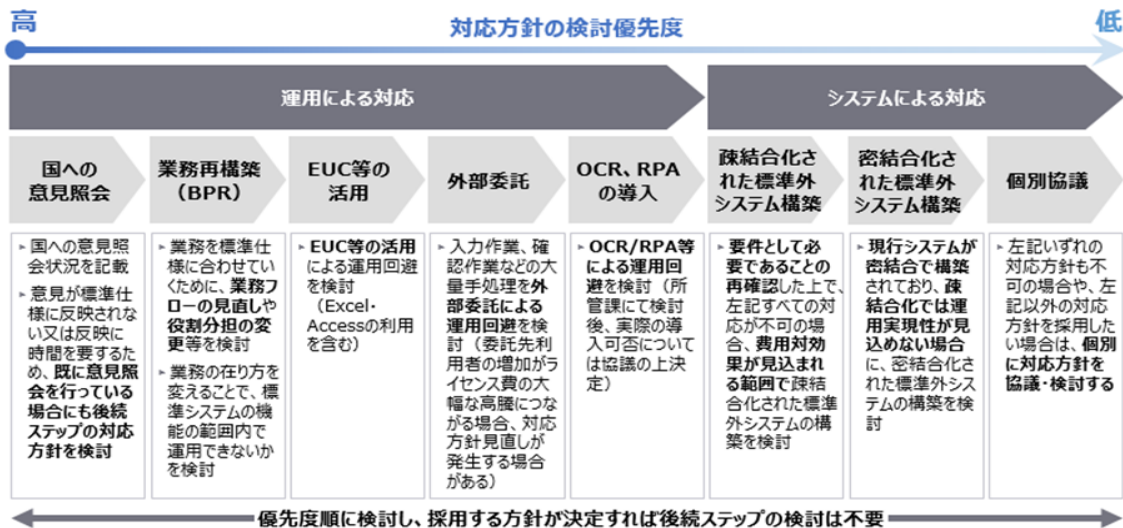 高
対応方針の検討優先度
低
運用による対応
システムによる対応
国への
意見照会
業務再構築
（BPR）
EUC等の
活用
外部委託
OCR、RPA
の導入
疎結合化さ
れた標準外
システム構築
密結合化さ
れた標準外
システム構築
個別協議
▸ 国への意見照
会状況を記載
▸ 意見が標準仕
様に反映されな
い又は反映に
時間を要するた
め、既に意見照
会を行っている
場合にも後続
ステップの対応
方針を検討
▸ 業務を標準仕
様に合わせてい
くために、業務フ
ローの見直しや
役割分担の変
更等を検討
▸ 業務の在り方を
変えることで、標
準システムの機
能の範囲内で
運用できないか
を検討
▸ EUC等の活用
による運用回避
を検討
（Excel・
Accessの利用
を含む）
▸ 入力作業、確
認作業などの大
量手処理を外
部委託による
運用回避を検
討（委託先利
用者の増加がラ
イセンス費の大
幅な高騰につな
がる場合、対応
方針見直しが
発生する場合
がある）
▸ OCR/RPA等
による運用回
避を検討（所
管課にて検討
後、実際の導
入可否につい
ては協議の上決
定）
▸ 要件として必
要であることの
再確認した上で、
左記すべての対
応が不可の場
合、費用対効
果が見込まれ
る範囲で疎結
合化された標準
外システムの構
築を検討
▸ 現行システムが
密結合で構築
されており、疎
結合化では運
用実現性が見
込めない場合
に、密結合化さ
れた標準外シス
テムの構築を検
討
▸ 左記いずれの
対応方針も不
可の場合や、左
記以外の対応
方針を採用した
い場合は、個別
に対応方針を
協議・検討する
優先度順に検討し、採用する方針が決定すれば後続ステップの検討は不要